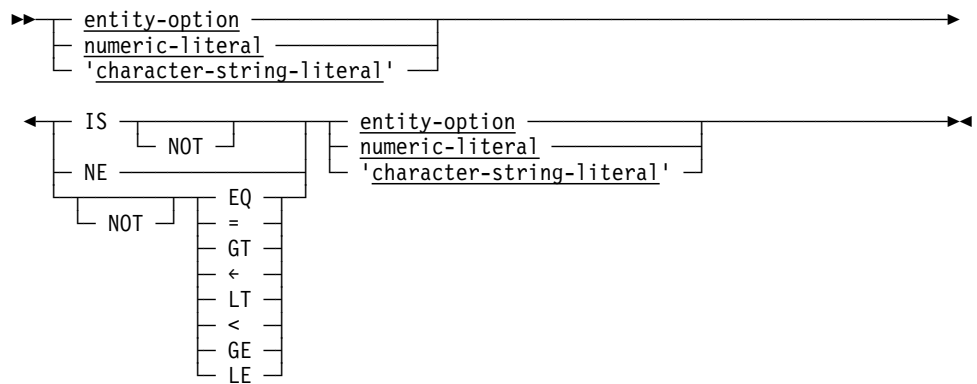 entity-option
numeric-literal
'character-string-literal'
IS NOT entity-option
NE numeric-literal
'character-string-literal'
NOT EQ
=
GT
←
LT
<
GE
LE